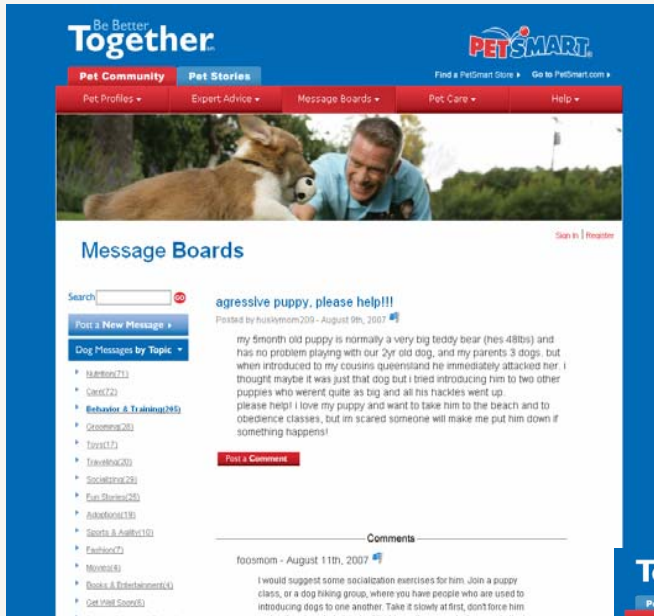 Be Better
Together
PETSMART
Pet Community
Pet Stories
Find a PetSmart Store
Go to PetSmart.com
Pet Profiles
Expert Advice
Message Boards
Pet Care
Help
Message Boards
Sign In | Register
Search
GO
Post a New Message
Dog Messages by Topic
Nutrition(71)
Care(72)
Behavior & Training(295)
Grooming(26)
Toys(17)
Traveling(20)
Socializing(29)
Fun Stories(25)
Adoptions(19)
Sports & Agility(10)
Fashion(7)
Movies(4)
Books & Entertainment(4)
Get Well Soon(6)
agressive puppy, please help!!!
Posted by huskymom209 - August 9th, 2007
my 5month old puppy is normally a very big teddy bear (hes 48lbs) and
has no problem playing with our 2yr old dog, and my parents 3 dogs. but
when introduced to my cousins queensland he immediately attacked her. i
thought maybe it was just that dog but i tried introducing him to two other
puppies who werent quite as big and all his hackles went up.
please help! i love my puppy and want to take him to the beach and to
obedience classes, but im scared someone will make me put him down if
something happens!
Post a Comment
Comments
foosmom - August 11th, 2007
I would suggest some socialization exercises for him. Join a puppy
class, or a dog hiking group, where you have people who are used to
introducing dogs to one another. Take it slowly at first, don't force him